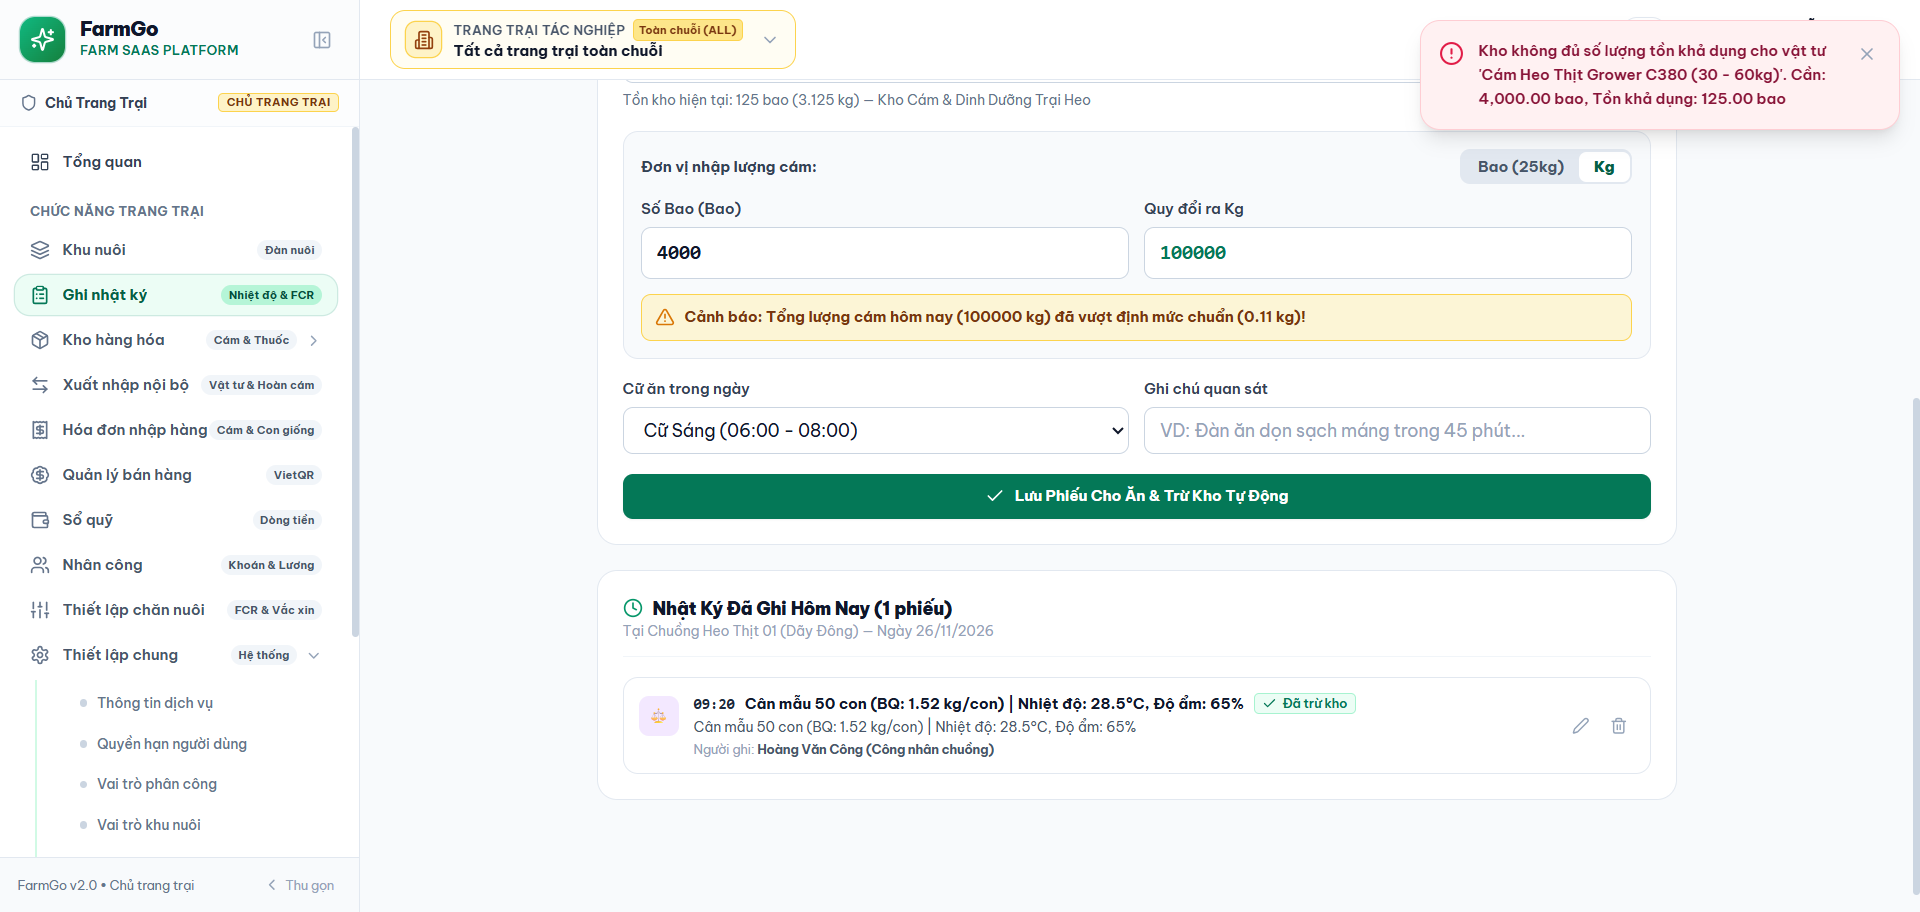 FarmGo
FARM SAAS PLATFORM
Chủ Trang Trại
CHỦ TRANG TRẠI
Tổng quan
CHỨC NĂNG TRANG TRẠI
Khu nuôi
Đàn nuôi
Ghi nhật ký
Nhiệt độ & FCR
Kho hàng hóa
Cám & Thuốc
Xuất nhập nội bộ
Vật tư & Hoàn cám
Hóa đơn nhập hàng
Cám & Con giống
Quản lý bán hàng
VietQR
Sổ quỹ
Dòng tiền
Nhân công
Khoán & Lương
Thiết lập chăn nuôi
FCR & Vắc xin
Thiết lập chung
Hệ thống
Thông tin dịch vụ
Quyền hạn người dùng
Vai trò phân công
Vai trò khu nuôi
FarmGo v2.0 • Chủ trang trại
Thu gọn
TRANG TRẠI TÁC NGHIỆP
Toàn chuỗi (ALL)
Tất cả trang trại toàn chuỗi
Kho không đủ số lượng tồn khả dụng cho vật tư
'Cám Heo Thịt Grower C380 (30 - 60kg)'. Cần:
4,000.00 bao, Tồn khả dụng: 125.00 bao
Tồn kho hiện tại: 125 bao (3.125 kg) — Kho Cám & Dinh Dưỡng Trại Heo
Đơn vị nhập lượng cám:
Bao (25kg)
Kg
Số Bao (Bao)
Quy đổi ra Kg
4000
100000
Cảnh báo: Tổng lượng cám hôm nay (100000 kg) đã vượt định mức chuẩn (0.11 kg)!
Cữ ăn trong ngày
Ghi chú quan sát
Cữ Sáng (06:00 - 08:00)
VD: Đàn ăn dọn sạch máng trong 45 phút...
Lưu Phiếu Cho Ăn & Trừ Kho Tự Động
Nhật Ký Đã Ghi Hôm Nay (1 phiếu)
Tại Chuồng Heo Thịt 01 (Dãy Đông) — Ngày 26/11/2026
09:20 Cân mẫu 50 con (BQ: 1.52 kg/con) | Nhiệt độ: 28.5°C, Độ ẩm: 65%
Đã trừ kho
Cân mẫu 50 con (BQ: 1.52 kg/con) | Nhiệt độ: 28.5°C, Độ ẩm: 65%
Người ghi: Hoàng Văn Công (Công nhân chuồng)